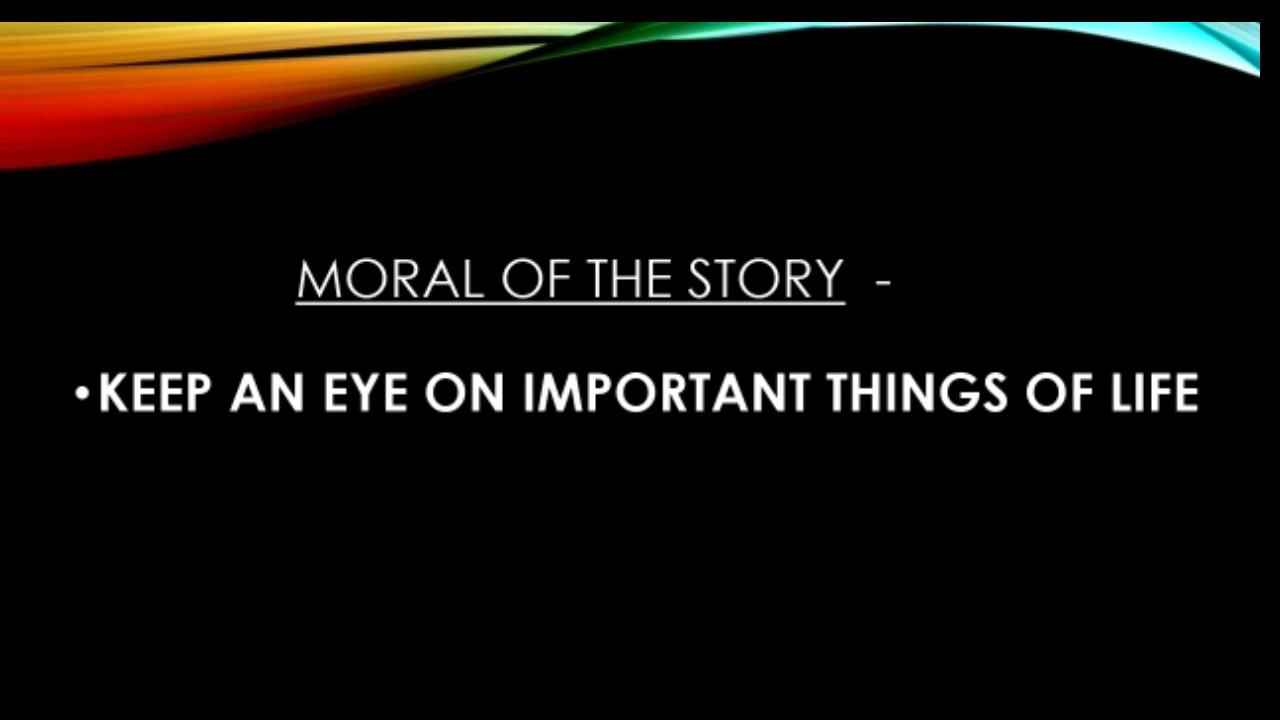 MORAL OF THE STORY -
•KEEP AN EYE ON IMPORTANT THINGS OF LIFE